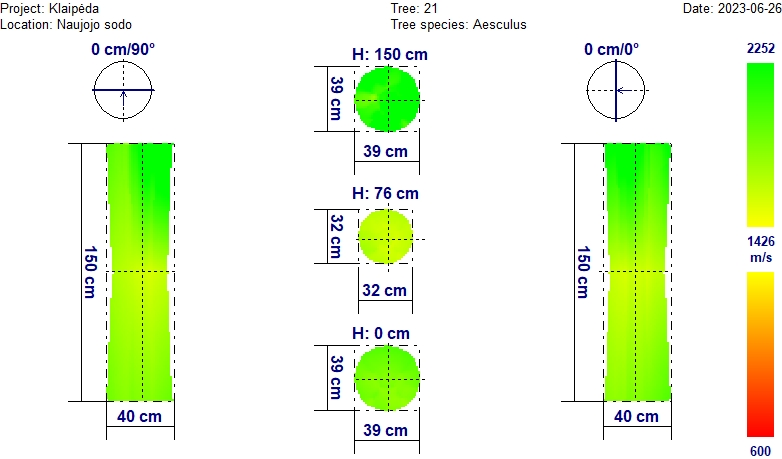 Project: Klaipėda
Tree: 21
Date: 2023-06-26
Location: Naujojo sodo
Tree species: Aesculus
0 cm/90°
H: 150 cm
0 cm/0°
2252
39 cm
39 cm
150 cm
40 cm
H: 76 cm
32 cm
32 cm
H: 0 cm
39 cm
39 cm
150 cm
40 cm
1426
m/s
600